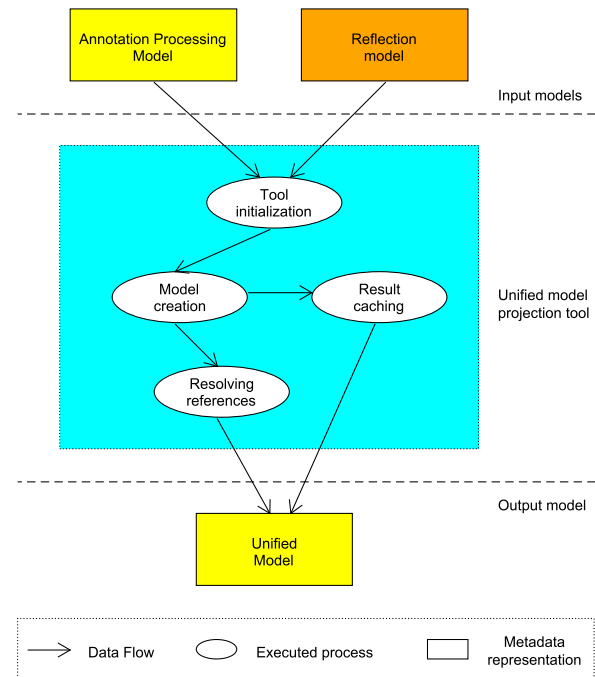 Annotation Processing
Model
Reflection
model
Input models
Tool
initialization
Model
creation
Result
caching
Unified model
projection tool
Resolving
references
Output model
Unified
Model
Data Flow
Executed process
Metadata
representation